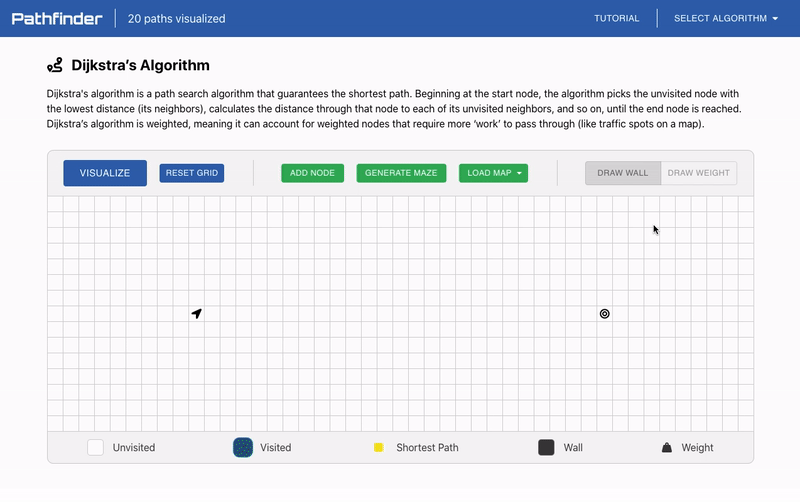 Pathfinder 20 paths visualized TUTORIAL SELECT ALGORITHM
Dijkstra’s Algorithm
Dijkstra's algorithm is a path search algorithm that guarantees the shortest path. Beginning at the start node, the algorithm picks the unvisited node with
the lowest distance (its neighbors), calculates the distance through that node to each of its unvisited neighbors, and so on, until the end node is reached.
Dijkstra’s algorithm is weighted, meaning it can account for weighted nodes that require more ‘work’ to pass through (like traffic spots on a map).
VISUALIZE RESET GRID ADD NODE GENERATE MAZE LOAD MAP DRAW WALL DRAW WEIGHT
Unvisited Visited Shortest Path Wall Weight